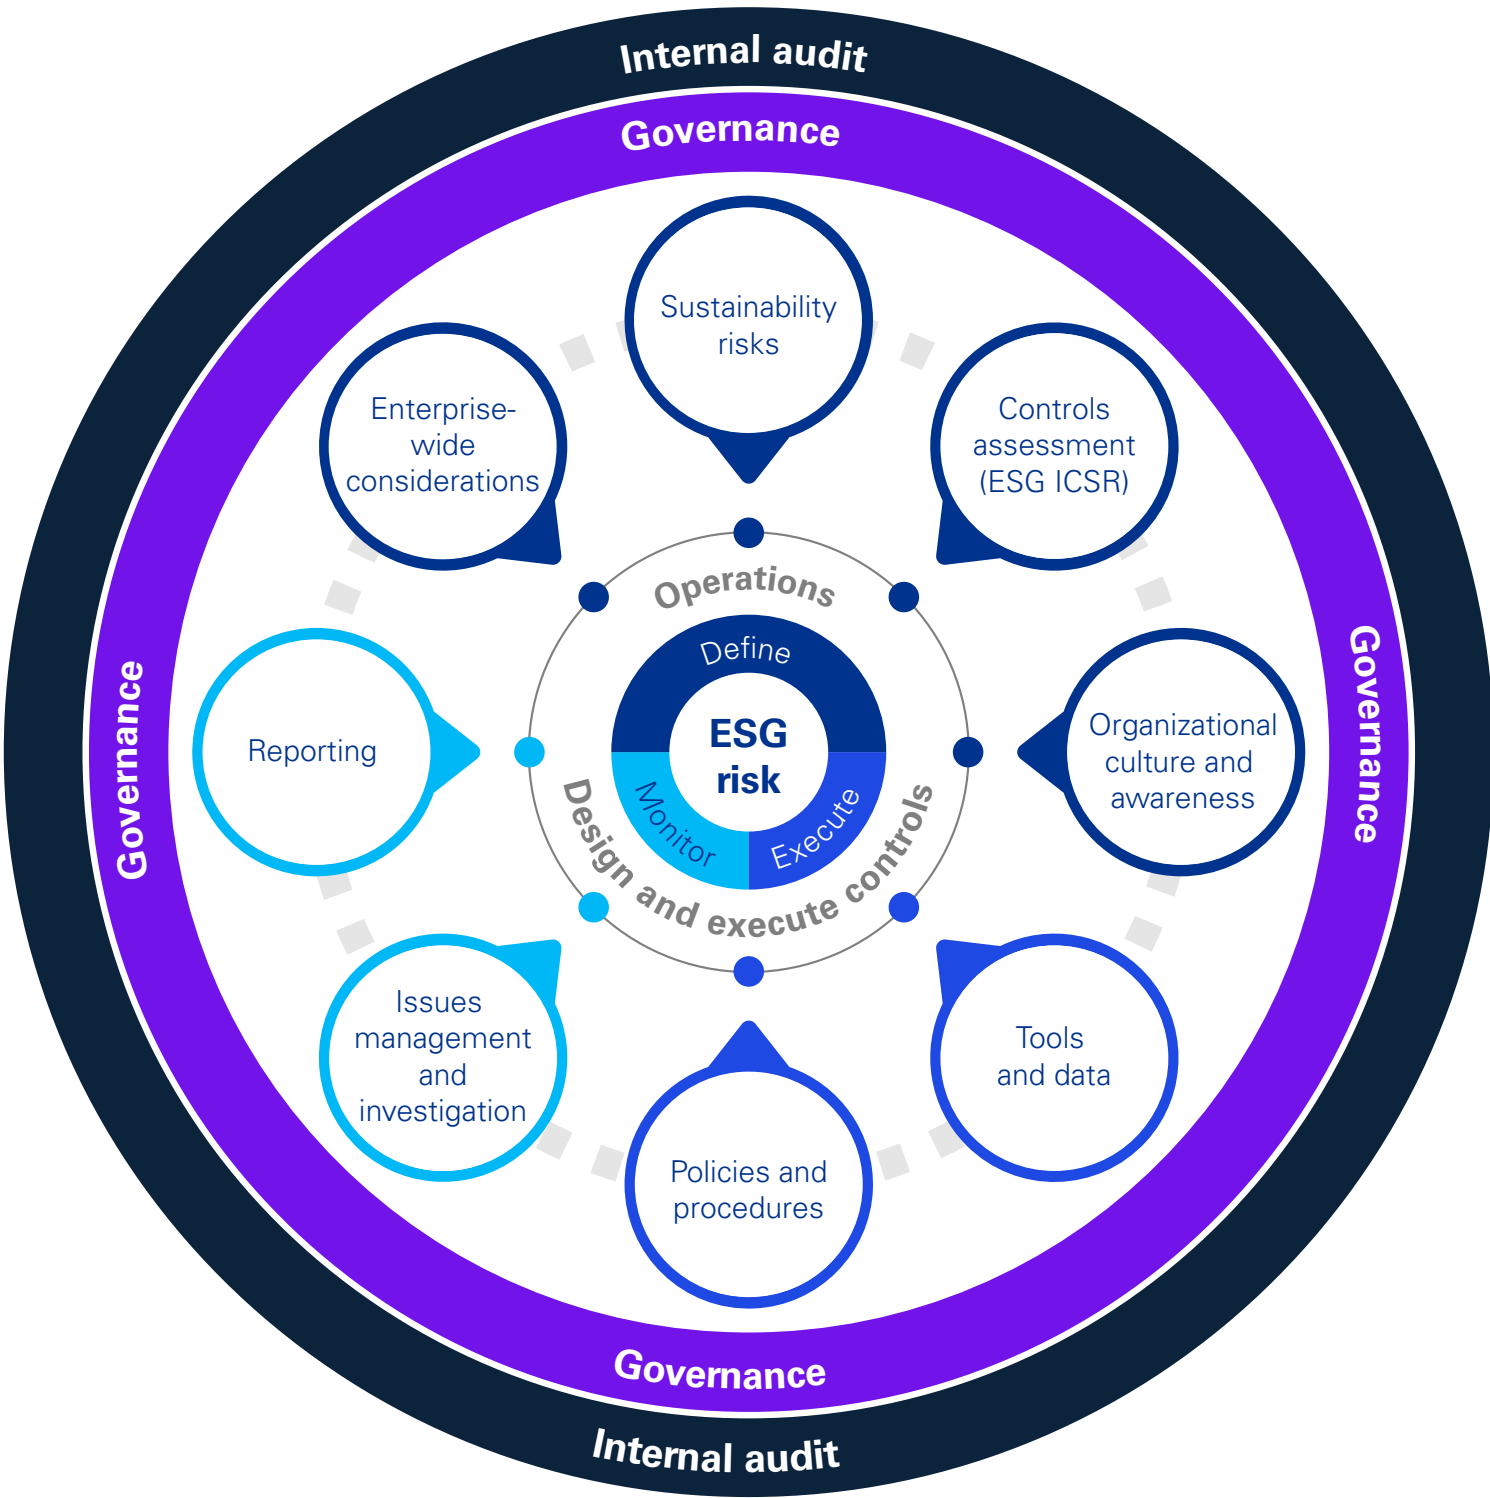 Internal audit
Governance
Sustainability
risks
Enterprise-
wide
considerations
Controls
assessment
(ESG ICSR)
Operations
Define
ESG
risk
Monitor
Execute
Design and execute controls
Governance
Reporting
Organizational
culture and
awareness
Governance
Issues
management
and
investigation
Tools
and data
Policies and
procedures
Governance
Internal audit